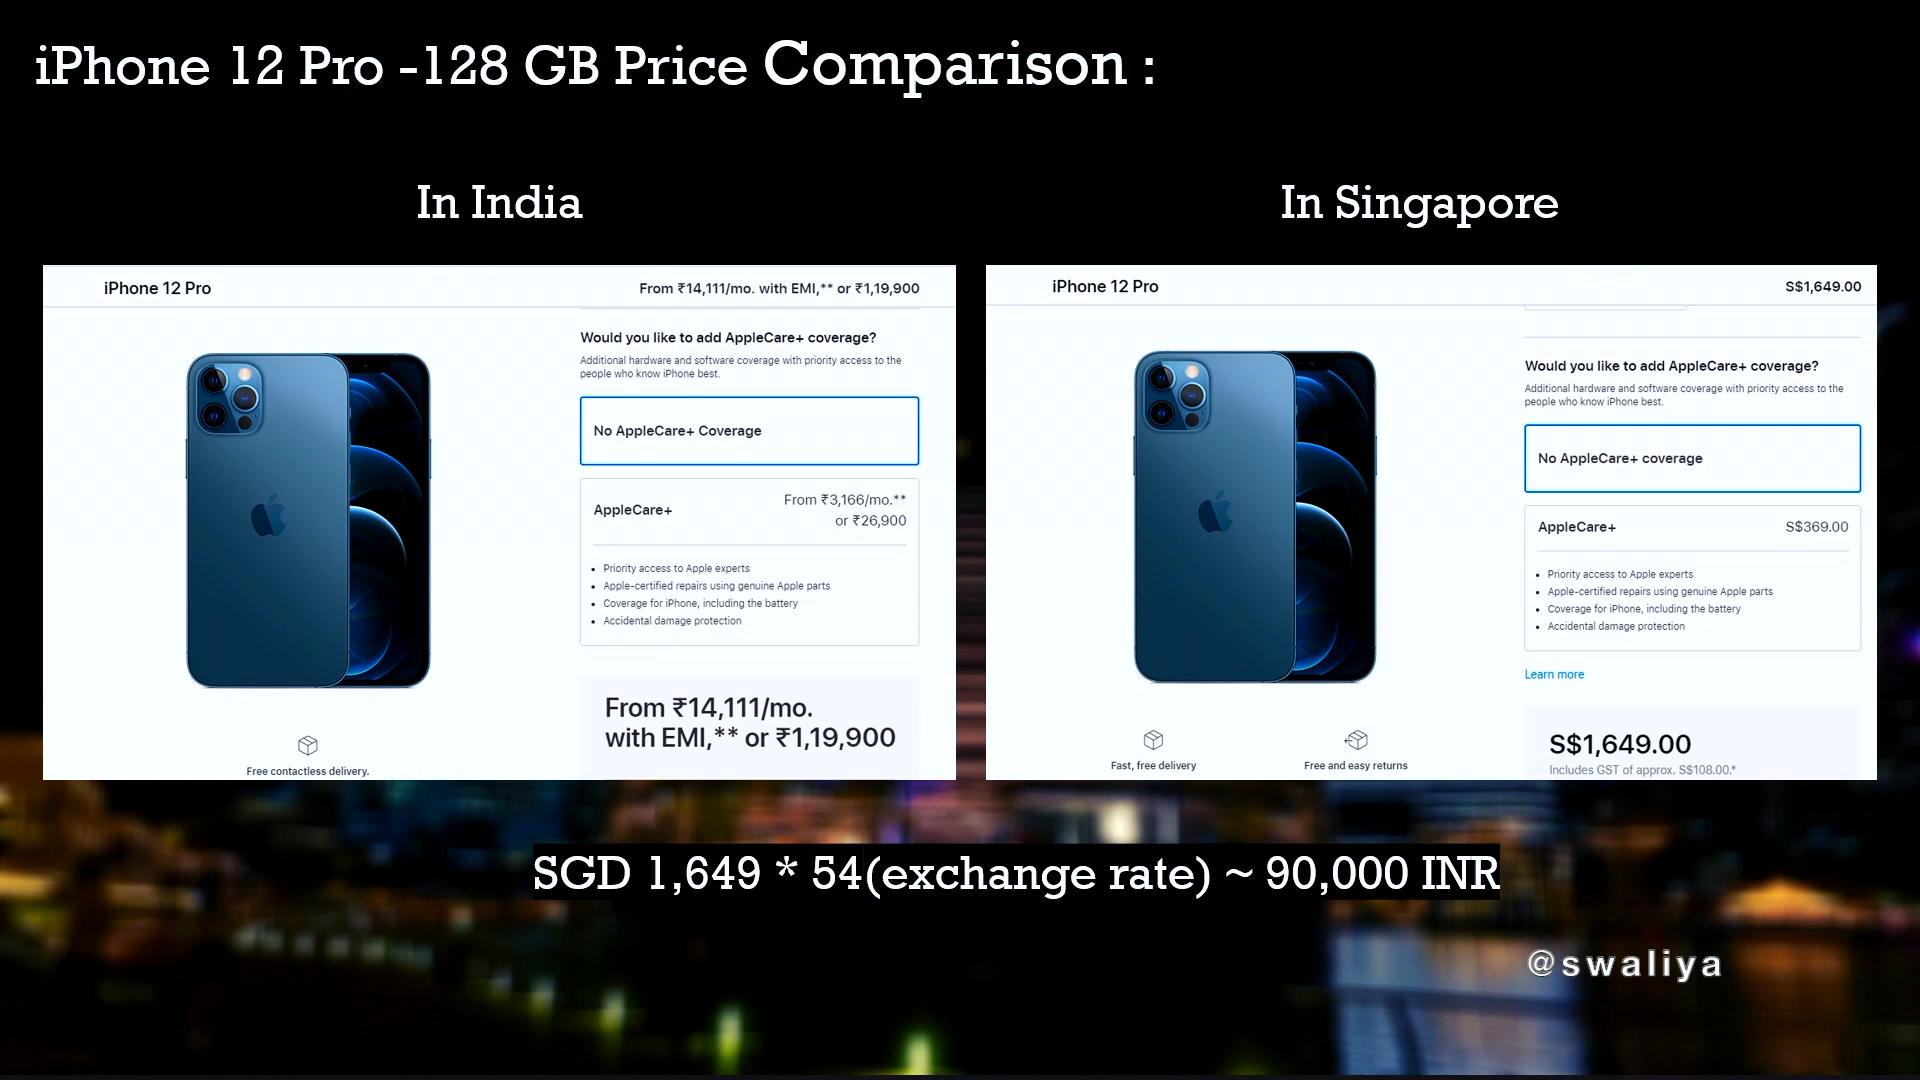 iPhone 12 Pro -128 GB Price Comparison :
In India
In Singapore
iPhone 12 Pro
From ₹14,111/mo. with EMI,** or ₹1,19,900
Would you like to add AppleCare+ coverage?
Additional hardware and software coverage with priority access to the
people who know iPhone best.
No AppleCare+ Coverage
AppleCare+
From ₹3,166/mo.**
or ₹26,900
• Priority access to Apple experts
• Apple-certified repairs using genuine Apple parts
• Coverage for iPhone, including the battery
• Accidental damage protection
From ₹14,111/mo.
with EMI,** or ₹1,19,900
Free contactless delivery.
iPhone 12 Pro
S$1,649.00
Would you like to add AppleCare+ coverage?
Additional hardware and software coverage with priority access to the
people who know iPhone best.
No AppleCare+ coverage
AppleCare+
S$369.00
• Priority access to Apple experts
• Apple-certified repairs using genuine Apple parts
• Coverage for iPhone, including the battery
• Accidental damage protection
Learn more
S$1,649.00
Includes GST of approx. S$108.00.*
Fast, free delivery
Free and easy returns
SGD 1,649 * 54(exchange rate) ~ 90,000 INR
@swaliya